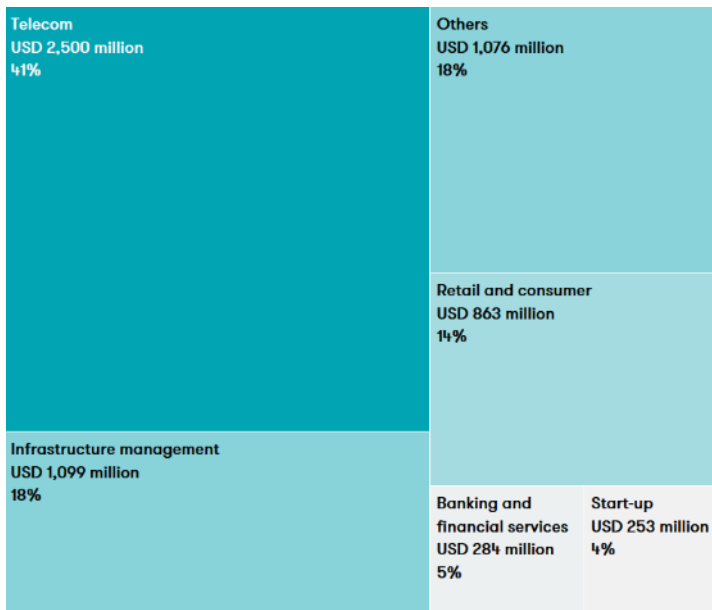 Telecom
USD 2,500 million
41%
Others
USD 1,076 million
18%
Retail and consumer
USD 863 million
14%
Infrastructure management
USD 1,099 million
18%
Banking and
financial services
USD 284 million
5%
Start-up
USD 253 million
4%